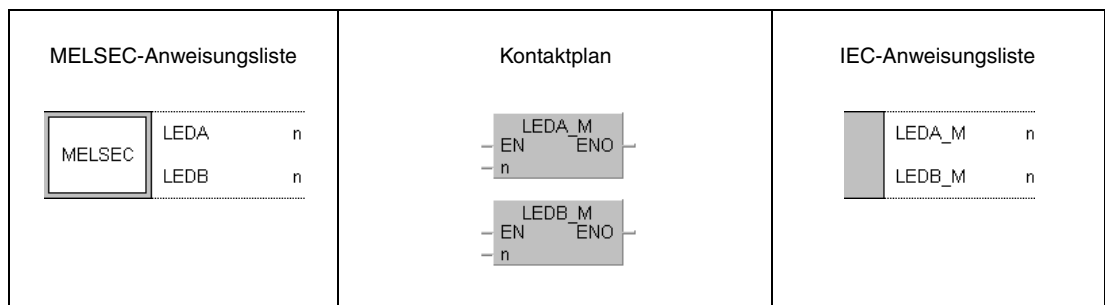 MELSEC-Anweisungsliste
MELSEC
LEDA n
LEDB n
Kontaktplan
LEDA_M
EN ENO
n
LEDB_M
EN ENO
n
IEC-Anweisungsliste
LEDA_M n
LEDB_M n